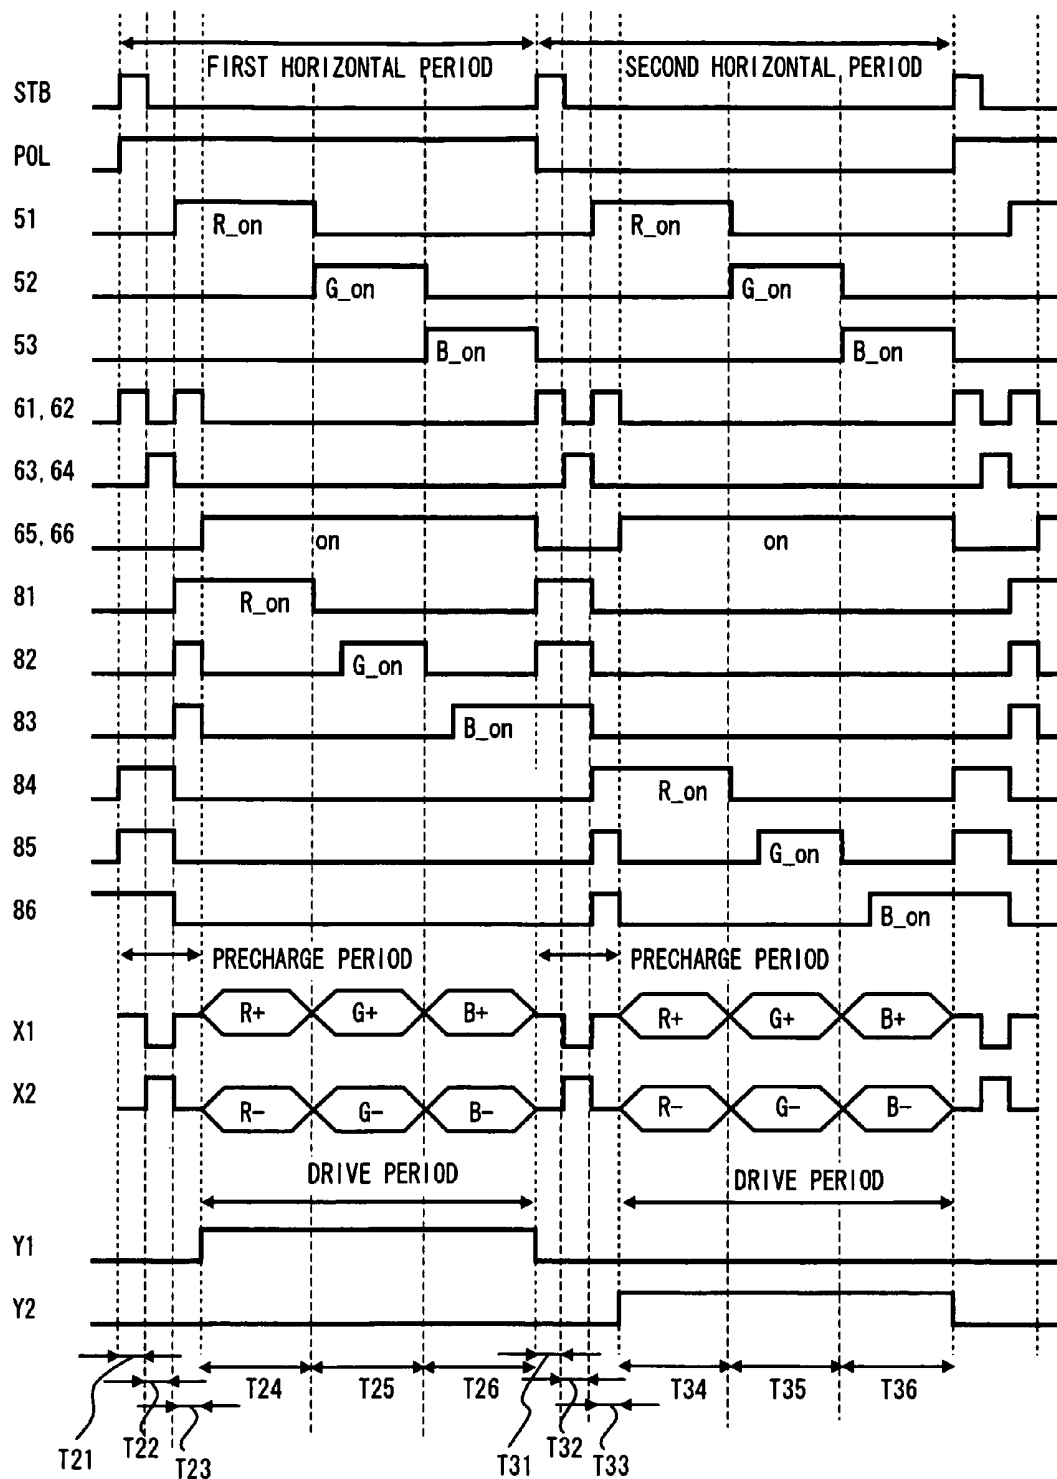 FIRST HORIZONTAL PERIOD SECOND HORIZONTAL PERIOD
STB
POL
51 R_on R_on
52 G_on G_on
53 B_on B_on
61, 62
63, 64
65, 66 on on
81 R_on
82 G_on
83 B_on
84 R_on
85 G_on
86 B_on
PRECHARGE PERIOD PRECHARGE PERIOD
X1 R+ G+ B+ R+ G+ B+
X2 R- G- B- R- G- B-
DRIVE PERIOD DRIVE PERIOD
Y1
Y2
T24 T25 T26 T34 T35 T36
T21 T22 T23 T31 T32 T33